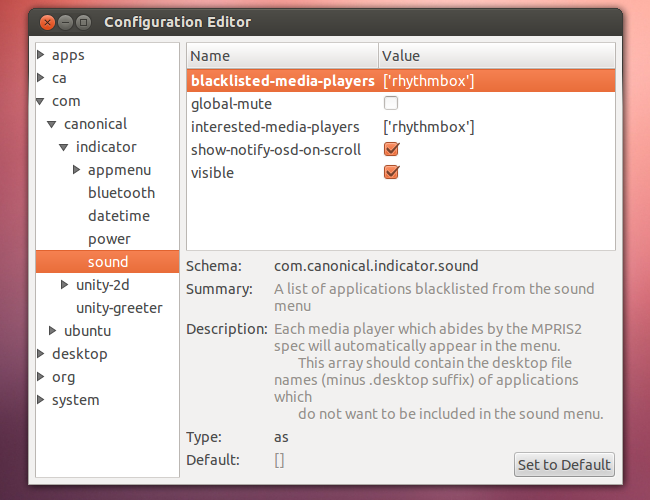 Configuration Editor
apps
ca
com
canonical
indicator
appmenu
bluetooth
datetime
power
sound
unity-2d
unity-greeter
ubuntu
desktop
org
system
Name Value
blacklisted-media-players ['rhythmbox']
global-mute
interested-media-players ['rhythmbox']
show-notify-osd-on-scroll
visible
Schema: com.canonical.indicator.sound
Summary: A list of applications blacklisted from the sound
menu
Description: Each media player which abides by the MPRIS2
spec will automatically appear in the menu.
This array should contain the desktop file
names (minus .desktop suffix) of applications
which
do not want to be included in the sound menu.
Type: as
Default: []
Set to Default